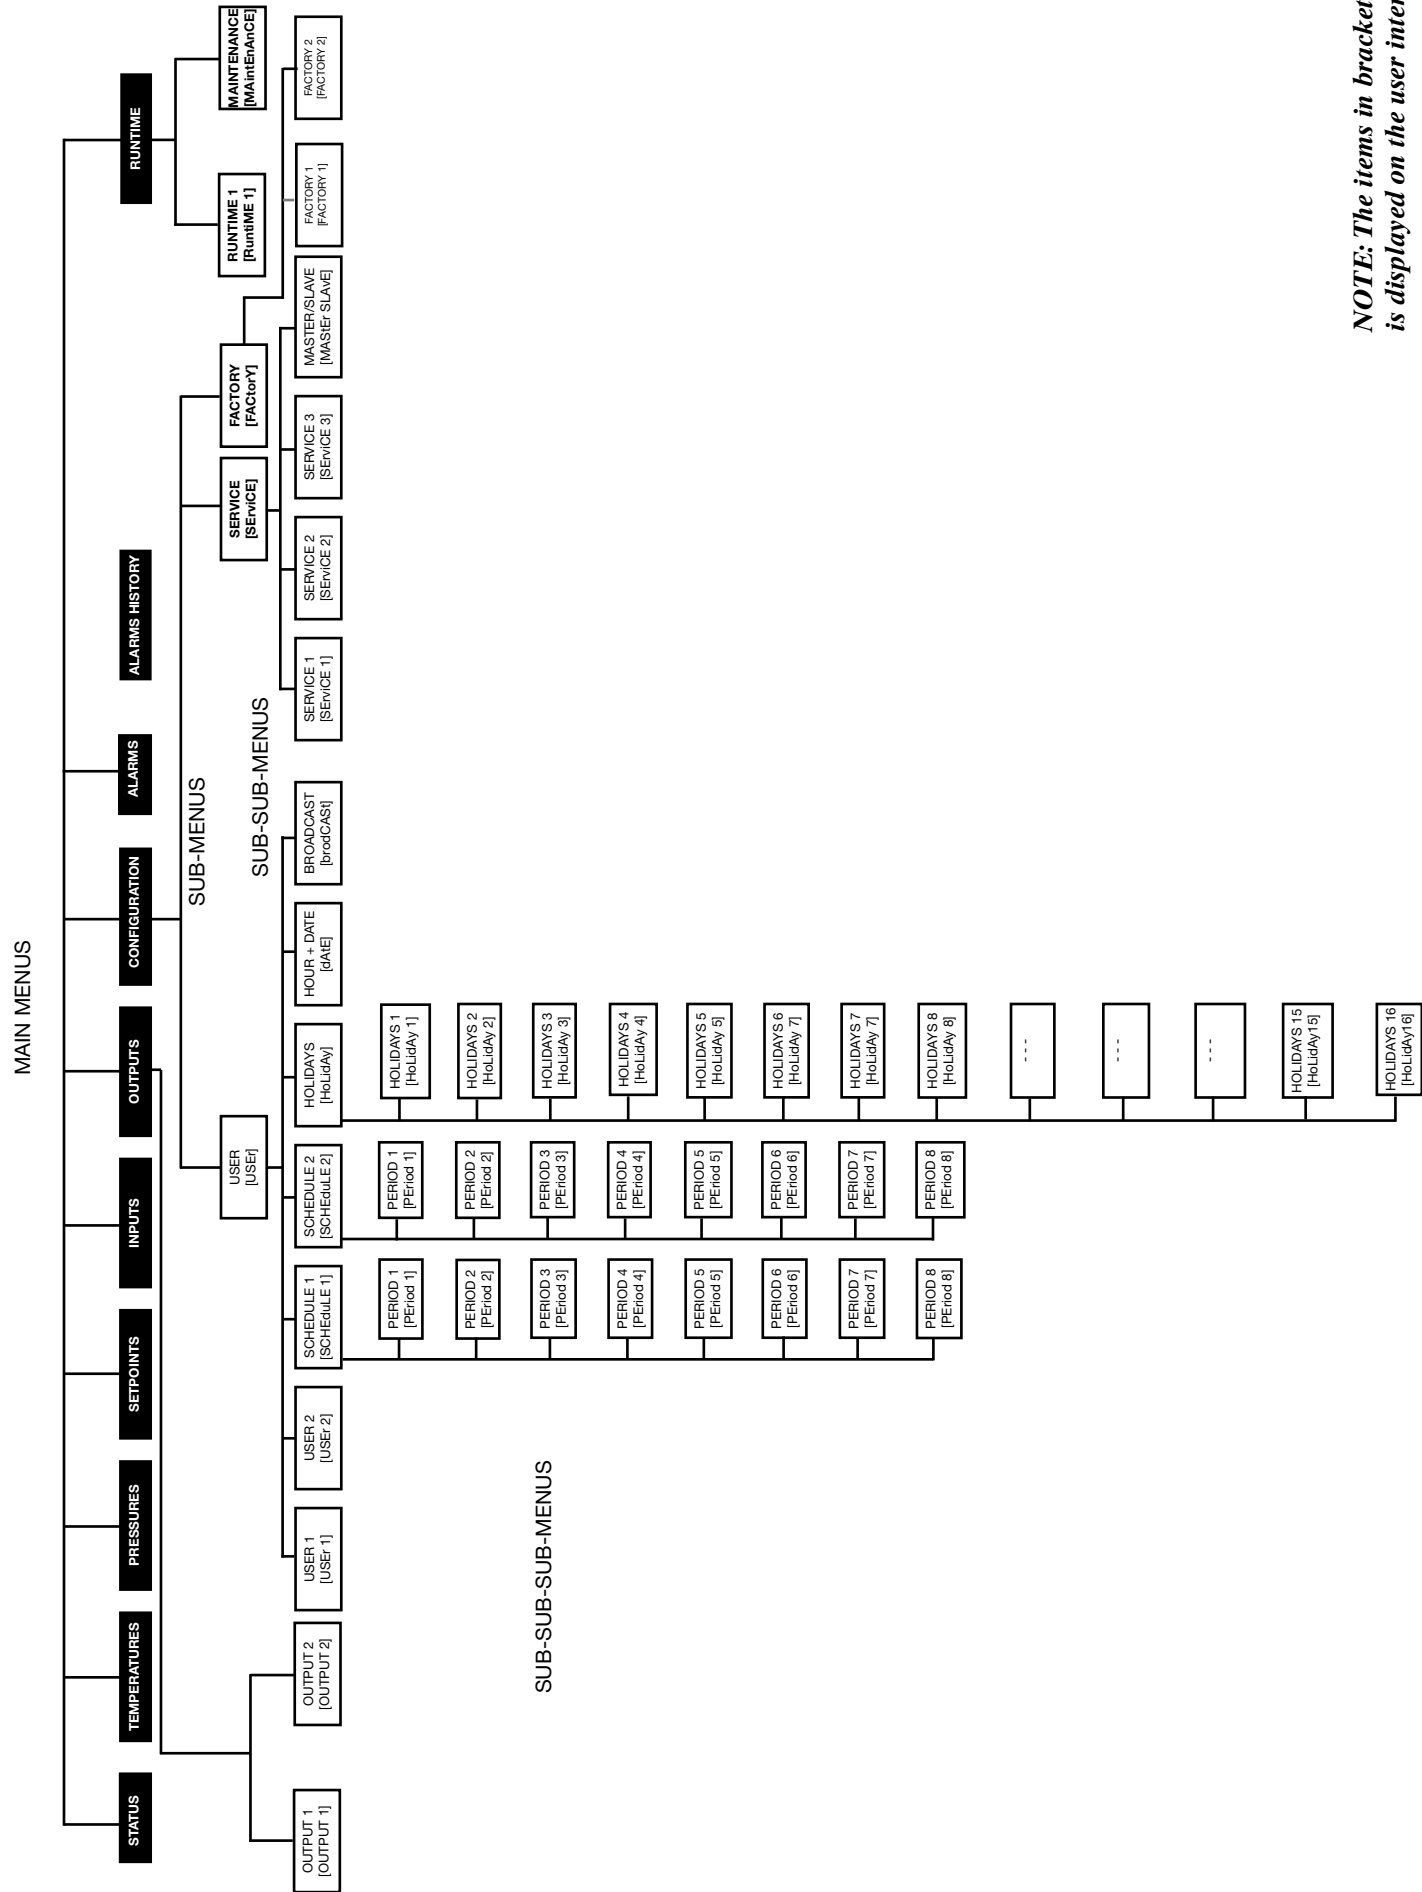 MAIN MENUS
STATUS
TEMPERATURES
PRESSURES
SETPOINTS
INPUTS
OUTPUTS
CONFIGURATION
ALARMS
ALARMS HISTORY
RUNTIME
SUB-MENUS
USER
[USEr]
SERVICE
[SErviCE]
FACTORY
[FACtorY]
RUNTIME 1
[RuntiME 1]
MAINTENANCE
[MAintEnAnCE]
SUB-SUB-MENUS
OUTPUT 1
[OUTPUT 1]
OUTPUT 2
[OUTPUT 2]
USER 1
[USEr 1]
USER 2
[USEr 2]
SCHEDULE 1
[SCHEduLE 1]
SCHEDULE 2
[SCHEduLE 2]
HOLIDAYS
[HoLidAy]
HOUR + DATE
[dAtE]
BROADCAST
[brodCASt]
SERVICE 1
[SErviCE 1]
SERVICE 2
[SErviCE 2]
SERVICE 3
[SErviCE 3]
MASTER/SLAVE
[MAStEr SLAvE]
FACTORY 1
[FACTORY 1]
FACTORY 2
[FACTORY 2]
SUB-SUB-SUB-MENUS
PERIOD 1
[PEriod 1]
PERIOD 2
[PEriod 2]
PERIOD 3
[PEriod 3]
PERIOD 4
[PEriod 4]
PERIOD 5
[PEriod 5]
PERIOD 6
[PEriod 6]
PERIOD 7
[PEriod 7]
PERIOD 8
[PEriod 8]
PERIOD 1
[PEriod 1]
PERIOD 2
[PEriod 2]
PERIOD 3
[PEriod 3]
PERIOD 4
[PEriod 4]
PERIOD 5
[PEriod 5]
PERIOD 6
[PEriod 6]
PERIOD 7
[PEriod 7]
PERIOD 8
[PEriod 8]
HOLIDAYS 1
[HoLidAy 1]
HOLIDAYS 2
[HoLidAy 2]
HOLIDAYS 3
[HoLidAy 3]
HOLIDAYS 4
[HoLidAy 4]
HOLIDAYS 5
[HoLidAy 5]
HOLIDAYS 6
[HoLidAy 7]
HOLIDAYS 7
[HoLidAy 7]
HOLIDAYS 8
[HoLidAy 8]
- - -
- - -
- - -
HOLIDAYS 15
[HoLidAy15]
HOLIDAYS 16
[HoLidAy16]
NOTE: The items in bracket
is displayed on the user inter